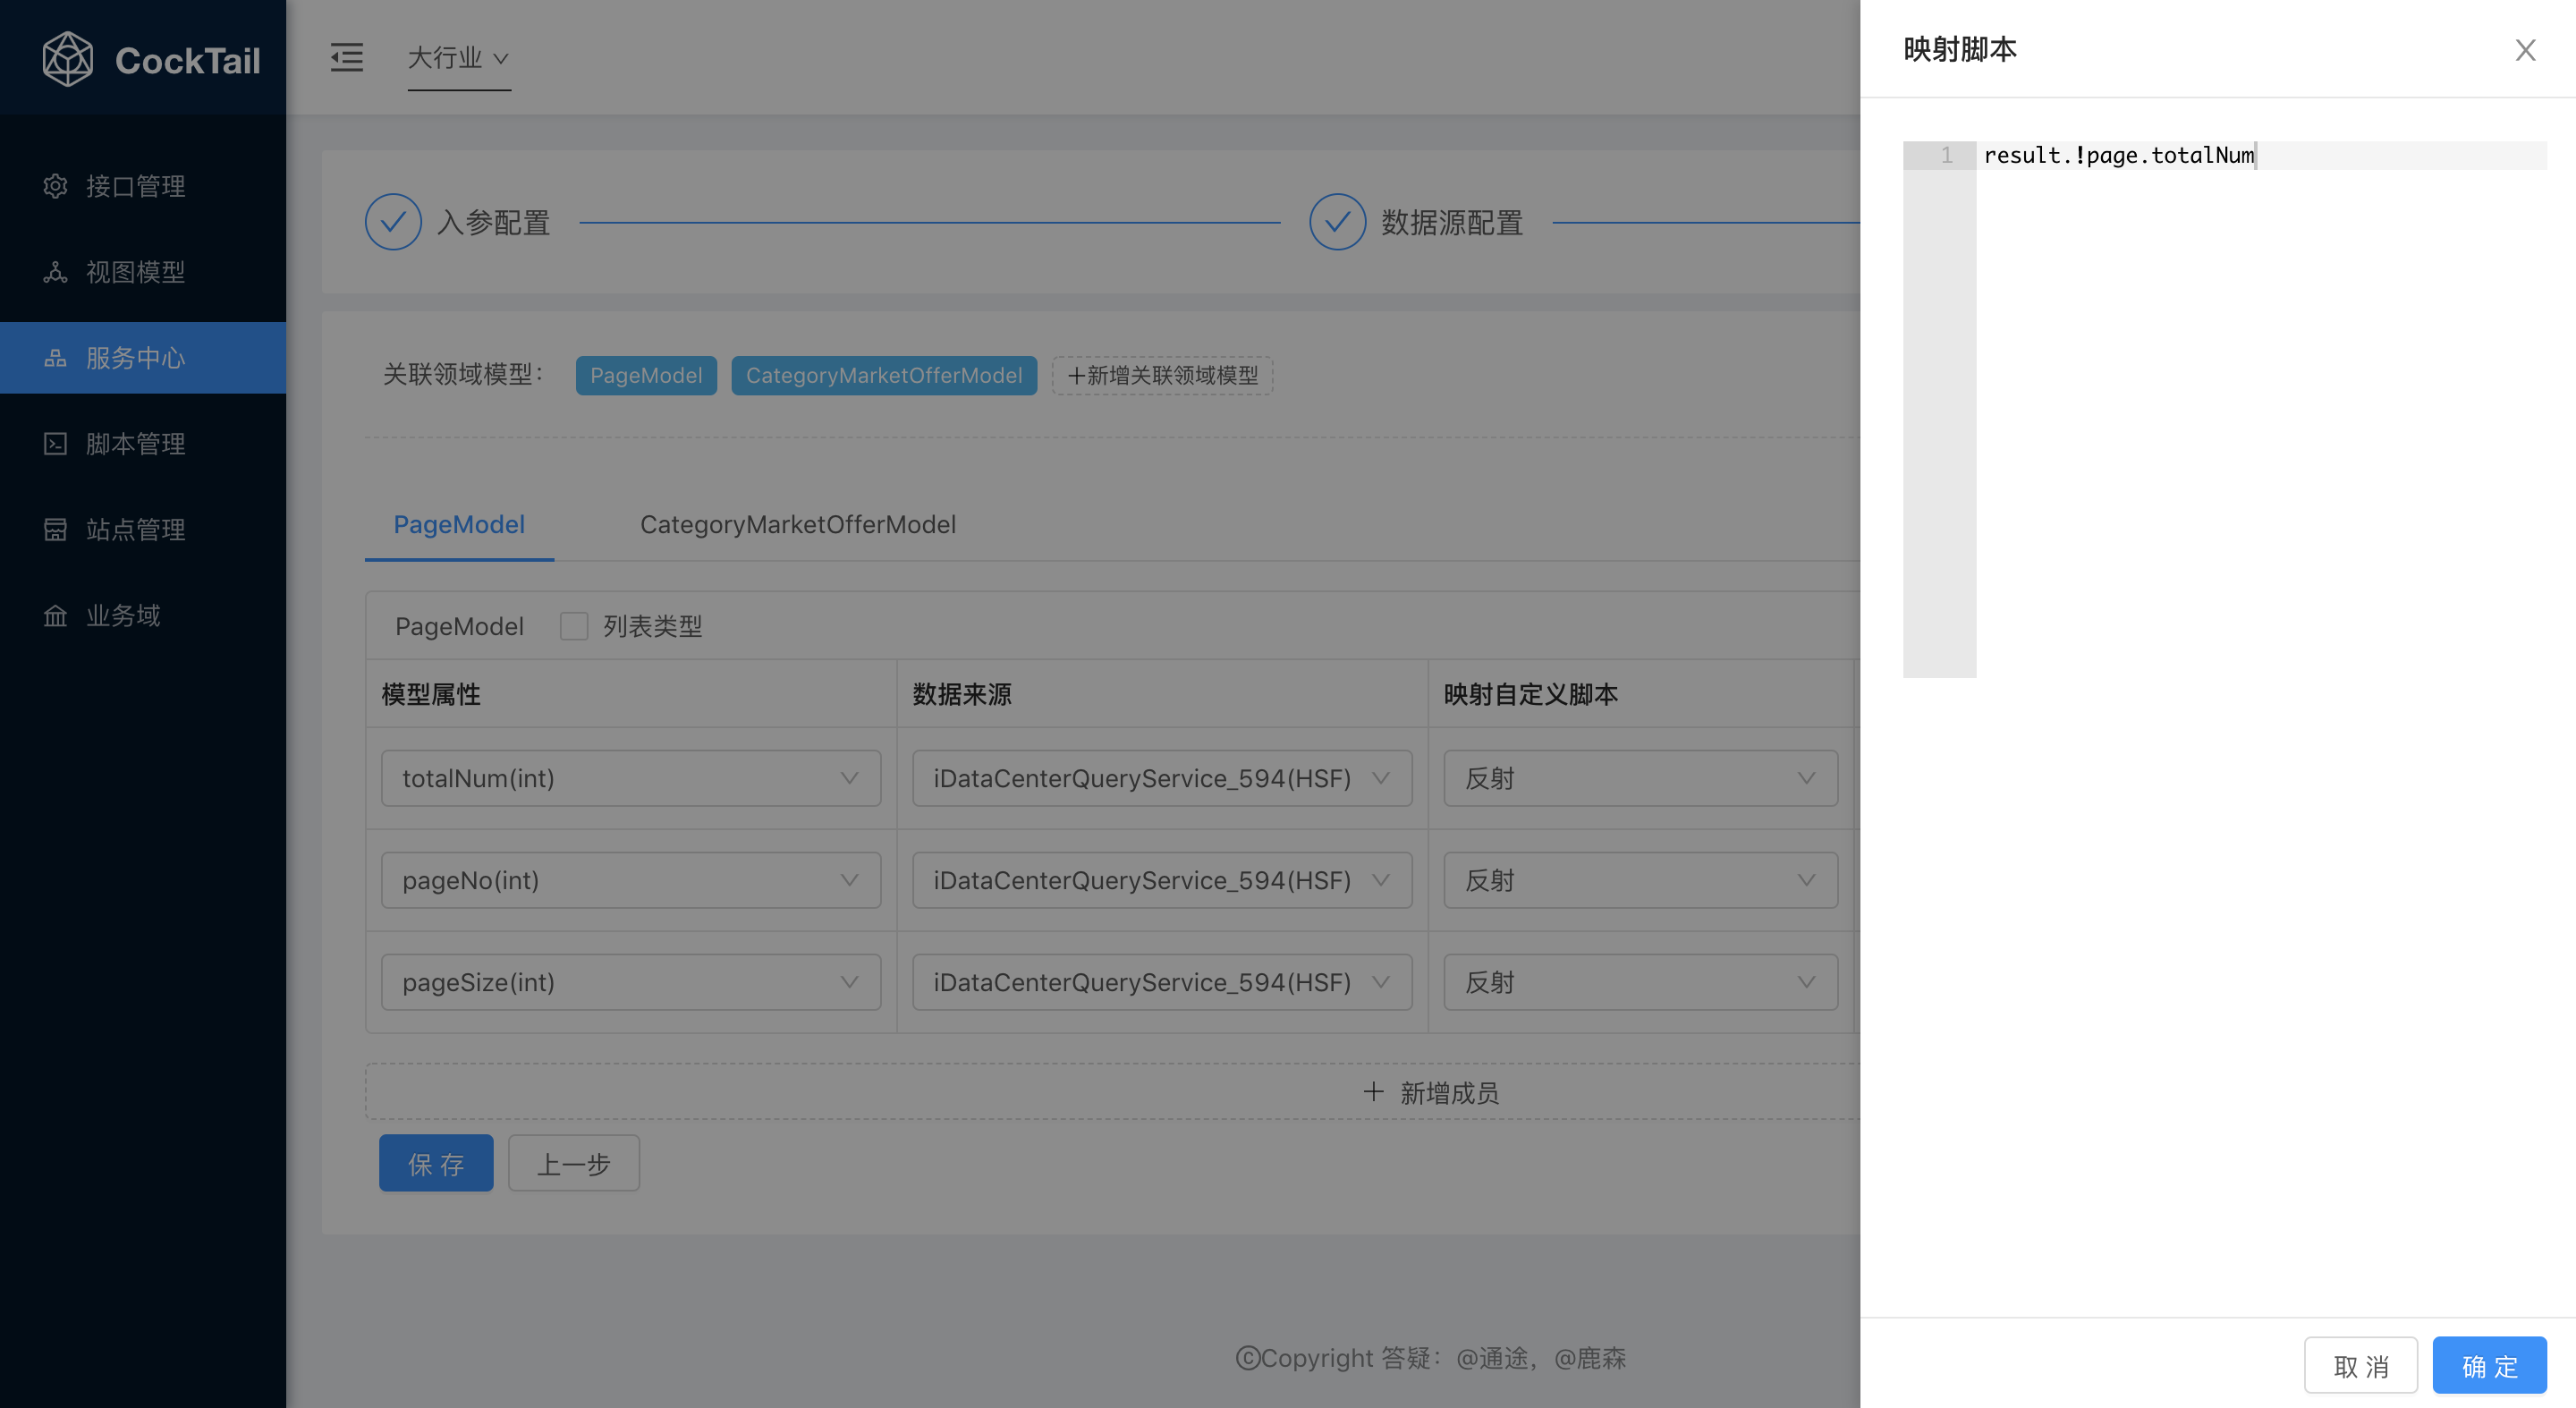 CockTail
接口管理
视图模型
服务中心
脚本管理
站点管理
业务域
大行业
入参配置
数据源配置
关联领域模型：
PageModel
CategoryMarketOfferModel
+新增关联领域模型
PageModel
CategoryMarketOfferModel
PageModel
列表类型
模型属性
数据来源
映射自定义脚本
totalNum(int)
iDataCenterQueryService_594(HSF)
反射
pageNo(int)
iDataCenterQueryService_594(HSF)
反射
pageSize(int)
iDataCenterQueryService_594(HSF)
反射
+ 新增成员
保 存
上一步
©Copyright 答疑：@通途，@鹿森
映射脚本
1
result.!page.totalNum
取 消
确 定